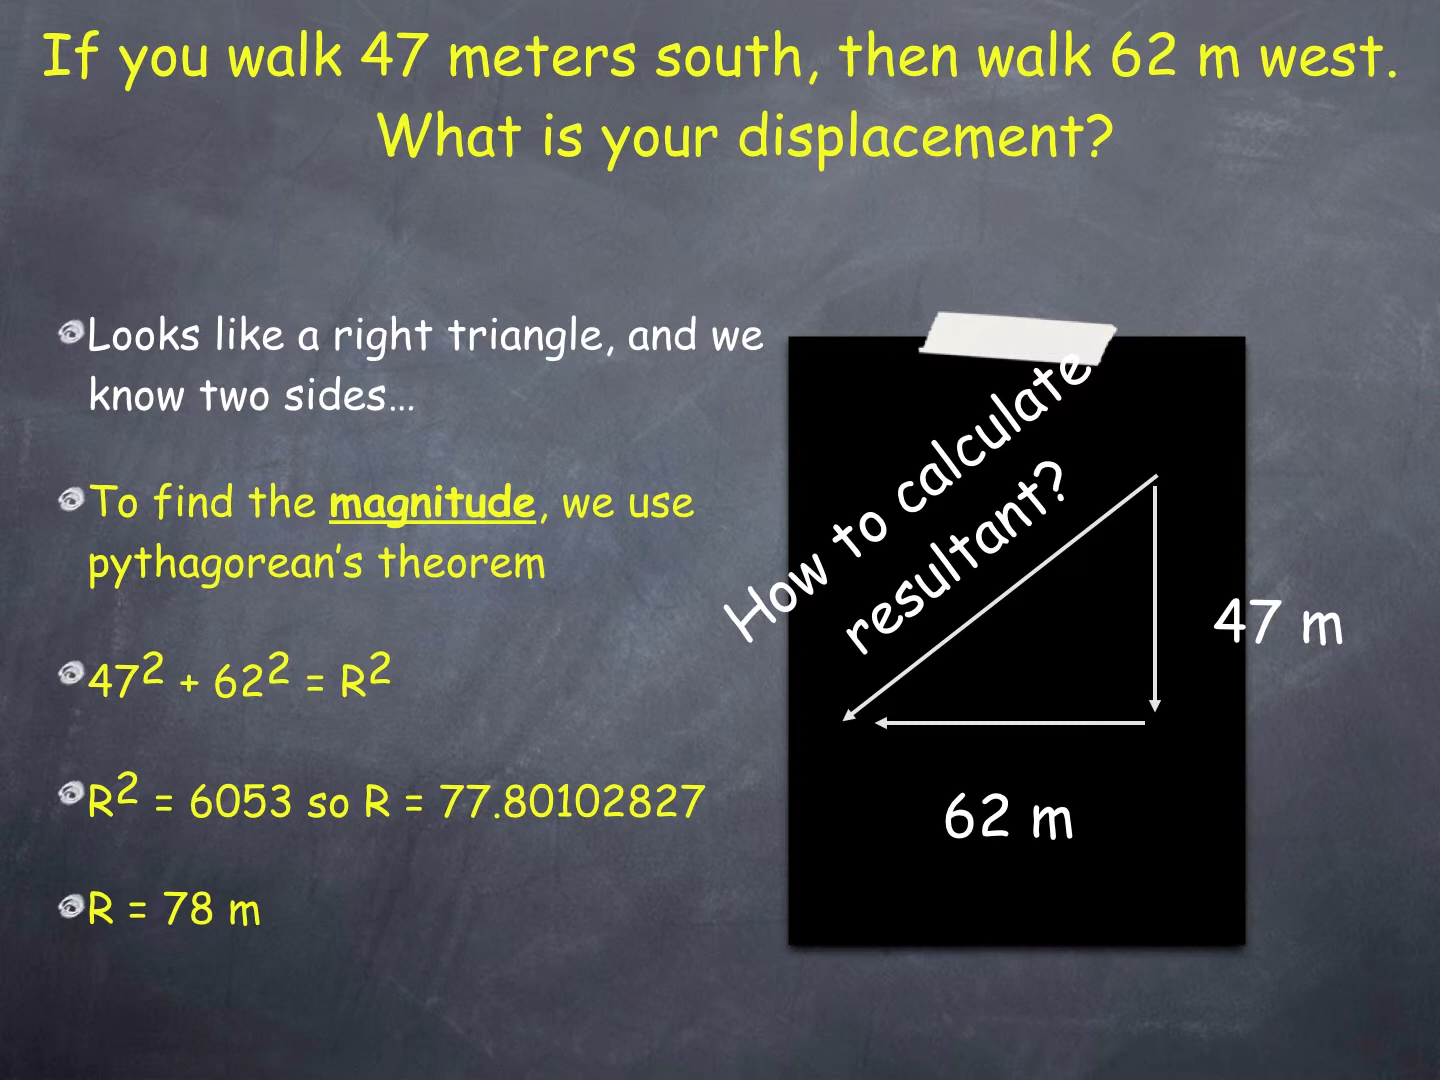 If you walk 47 meters south, then walk 62 m west.
What is your displacement?
Looks like a right triangle, and we
know two sides…
To find the magnitude, we use
pythagorean’s theorem
47² + 62² = R²
R² = 6053 so R = 77.80102827
R = 78 m
How to calculate
resultant?
47 m
62 m